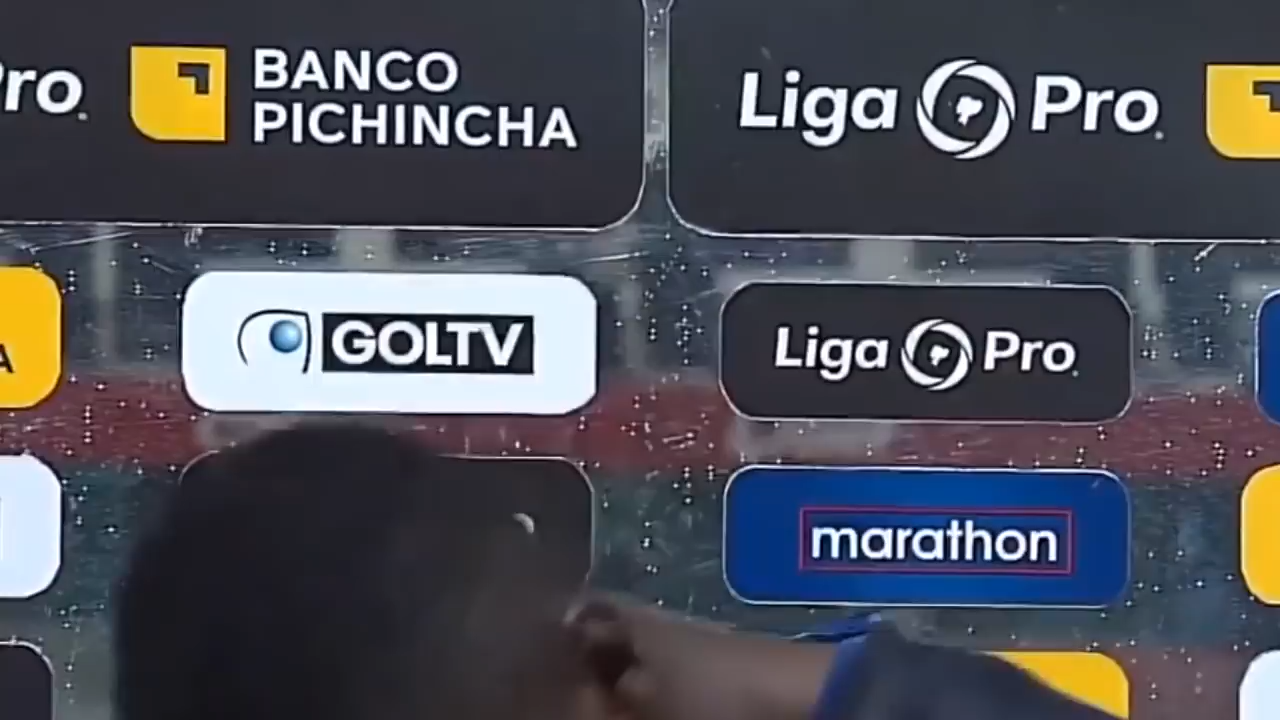 Pro
BANCO
PICHINCHA
Liga Pro
GOLTV
Liga Pro
marathon